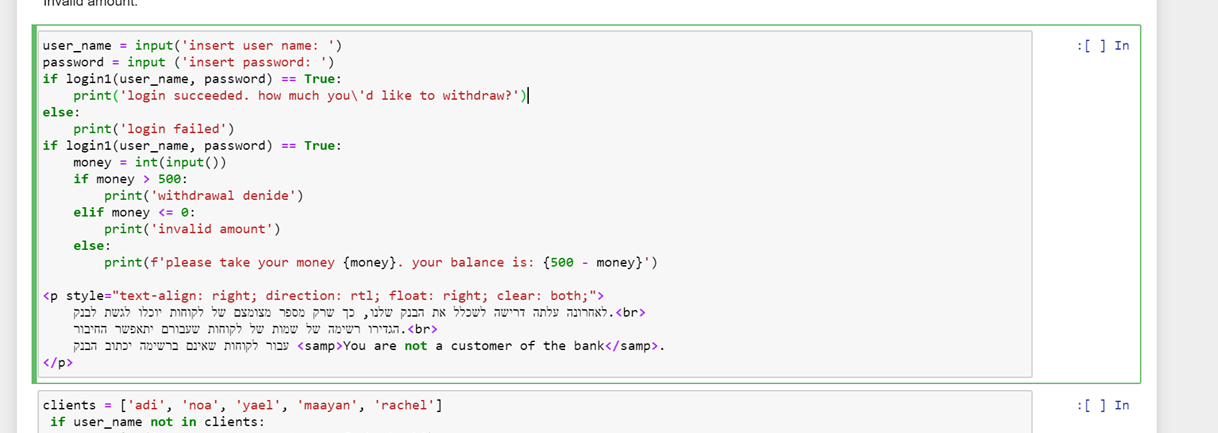 Invalid amount.
user_name = input('insert user name: ')
password = input ('insert password: ')
if login1(user_name, password) == True:
    print('login succeeded. how much you\'d like to withdraw?')
else:
    print('login failed')
if login1(user_name, password) == True:
    money = int(input())
    if money > 500:
        print('withdrawal denide')
    elif money <= 0:
        print('invalid amount')
    else:
        print(f'please take your money {money}. your balance is: {500 - money}')
<p style="text-align: right; direction: rtl; float: right; clear: both;">
    לאחרונה עלתה דרישה לשכלל את הבנק שלנו, כך שרק מספר מצומצם של לקוחות יוכלו לגשת לבנק.<br>
    הגדירו רשימה של שמות של לקוחות שעבורם יתאפשר החיבור.<br>
    עבור לקוחות שאינם ברשימה יכתוב הבנק <samp>You are not a customer of the bank</samp>.
</p>
:[ ] In
clients = ['adi', 'noa', 'yael', 'maayan', 'rachel']
 if user_name not in clients:
:[ ] In